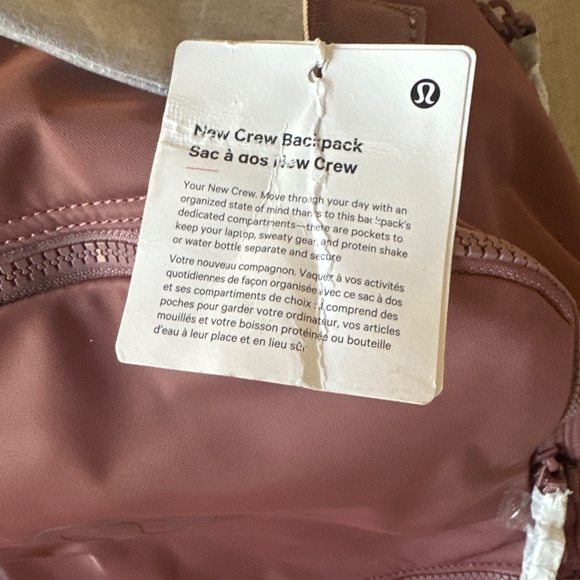 New Crew Backpack
Sac à dos New Crew
Your New Crew. Move through your day with an
organized state of mind thanks to this backpack's
dedicated compartments—there are pockets to
keep your laptop, sweaty gear, and protein shake
or water bottle separate and secure
Votre nouveau compagnon. Vaquez à vos activités
quotidiennes de façon organisée avec ce sac à dos
et ses compartiments de choix : il comprend des
poches pour garder votre ordinateur, vos articles
mouillés et votre boisson protéinée ou bouteille
d'eau à leur place et en lieu sûr